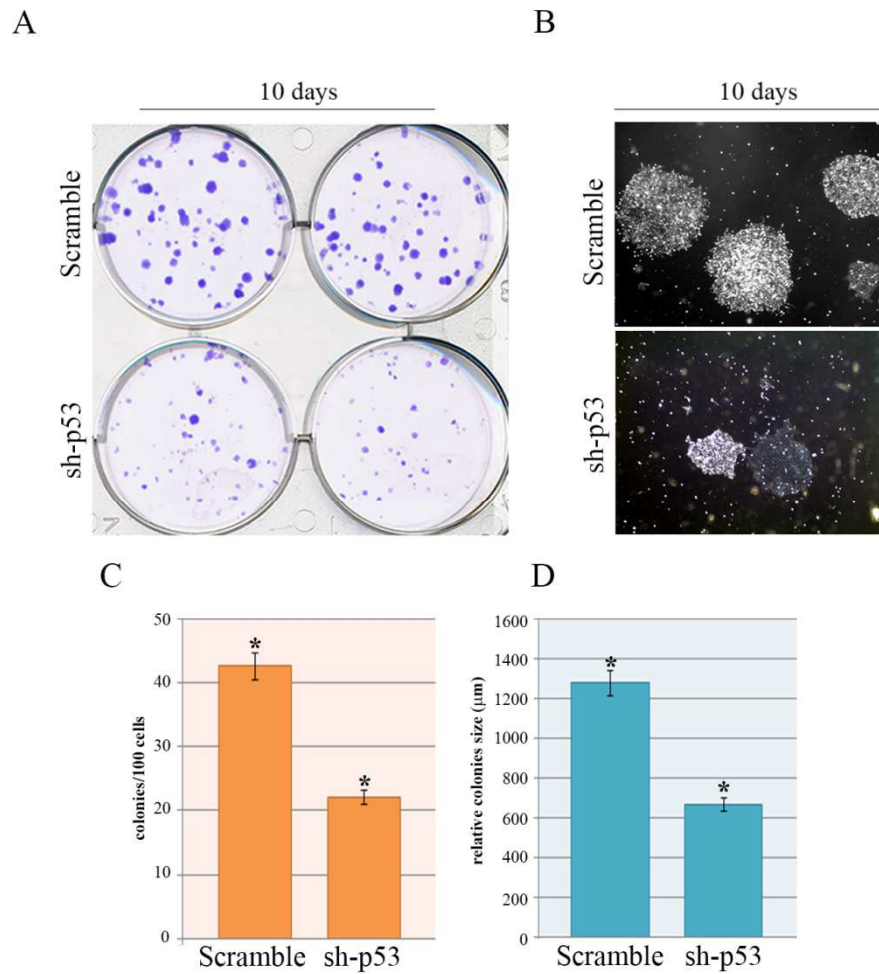 A
B
10 days
10 days
Scramble
sh-p53
Scramble
sh-p53
C
D
colonies/100 cells
50
40
30
20
10
0
*
*
Scramble
sh-p53
relative colonies size (μm)
1600
1400
1200
1000
800
600
400
200
0
*
*
Scramble
sh-p53